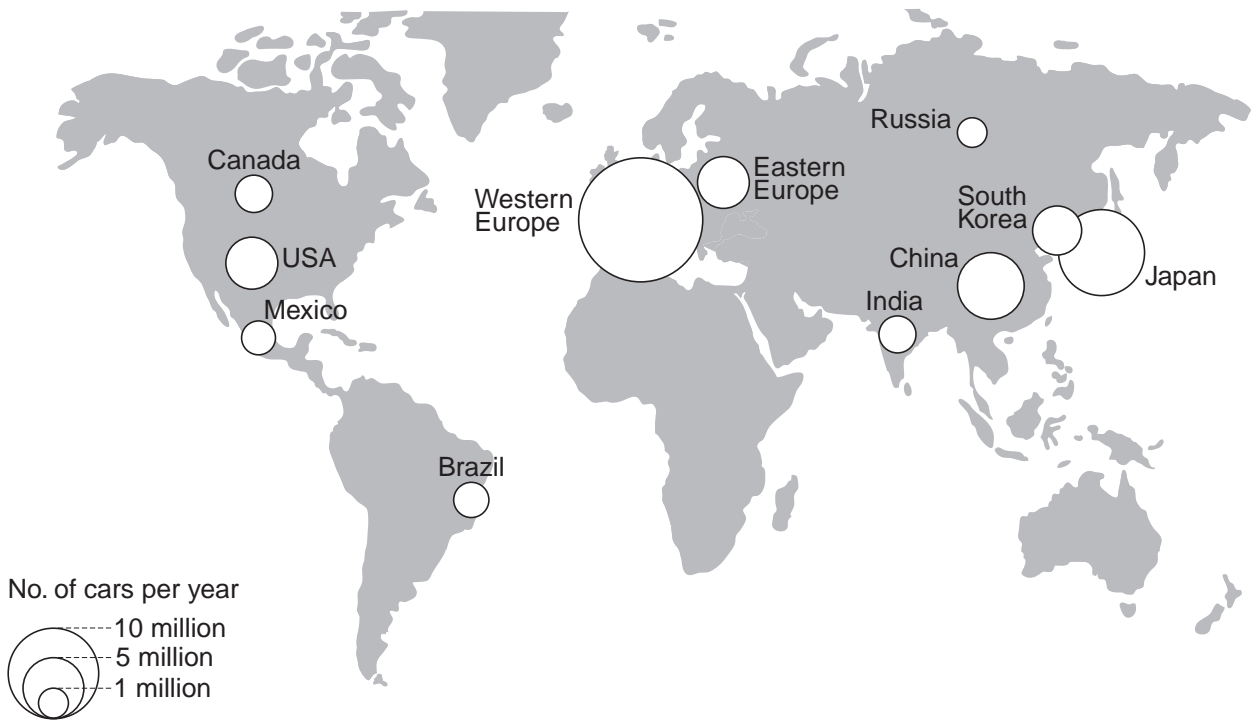 Canada
USA
Mexico
Brazil
Western
Europe
Eastern
Europe
Russia
South
Korea
China
Japan
India
No. of cars per year
10 million
5 million
1 million